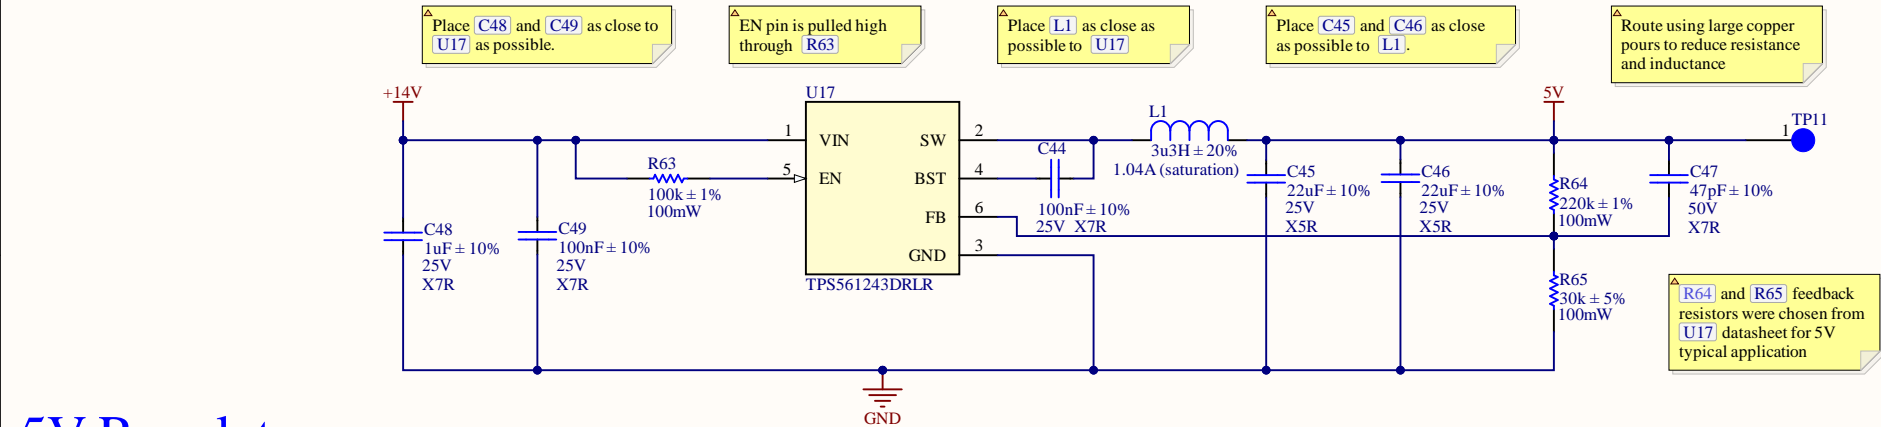 Place C48 and C49 as close to
U17 as possible.
EN pin is pulled high
through R63
Place L1 as close as
possible to U17
Place C45 and C46 as close
as possible to L1.
Route using large copper
pours to reduce resistance
and inductance
+14V
U17
1
VIN
SW
2
5
EN
BST
4
FB
6
GND
3
TPS561243DRLR
R63
100k ± 1%
100mW
C48
1uF ± 10%
25V
X7R
C49
100nF ± 10%
25V
X7R
C44
100nF ± 10%
25V X7R
L1
3u3H ± 20%
1.04A (saturation)
C45
22uF ± 10%
25V
X5R
C46
22uF ± 10%
25V
X5R
5V
R64
220k ± 1%
100mW
C47
47pF ± 10%
50V
X7R
1
TP11
R65
30k ± 5%
100mW
R64 and R65 feedback
resistors were chosen from
U17 datasheet for 5V
typical application
GND
5V